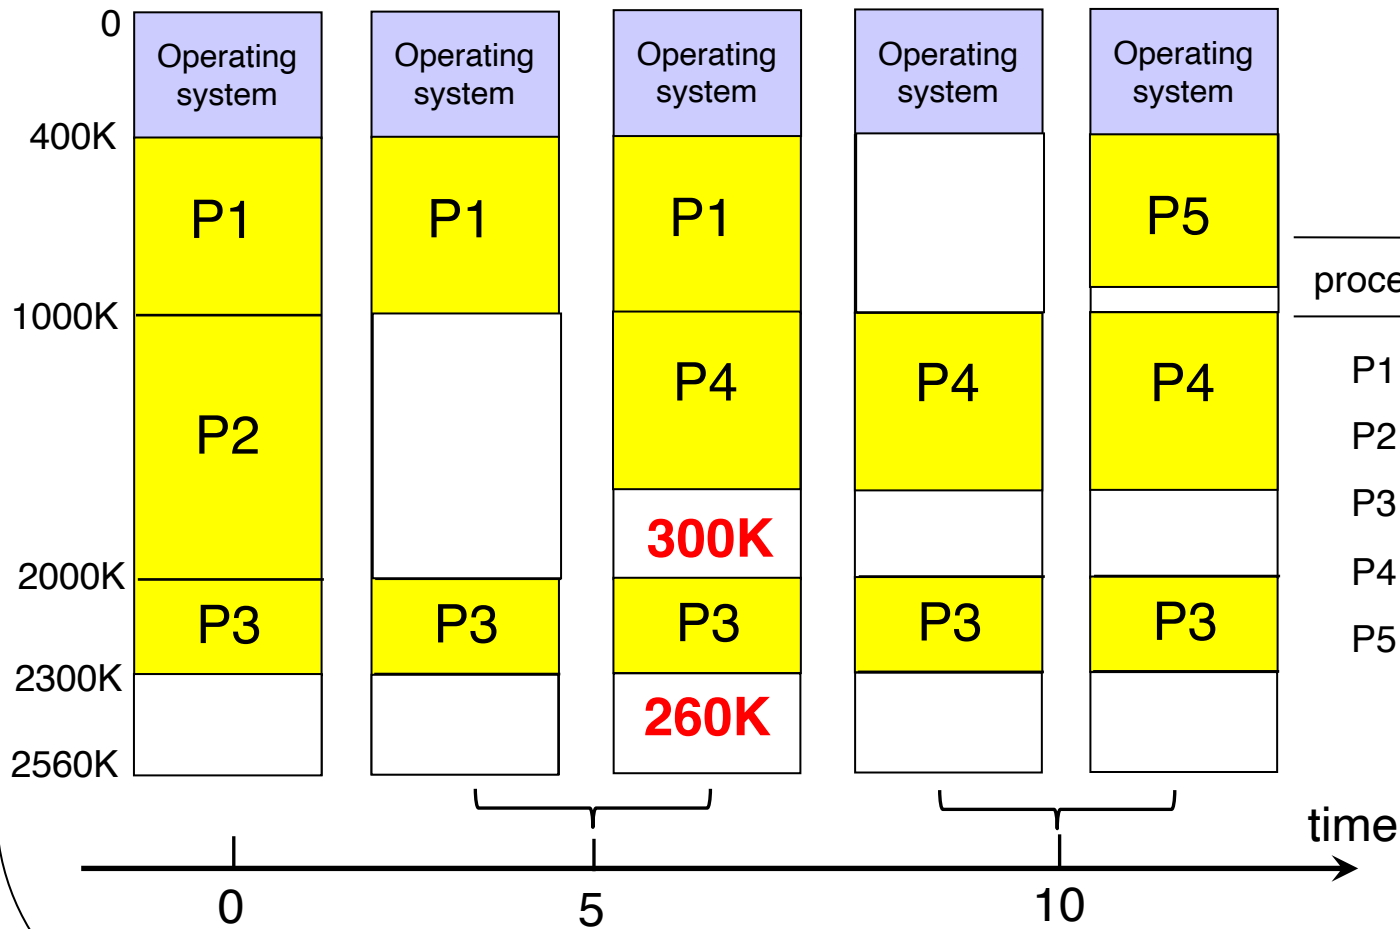 0
Operating
system
Operating
system
Operating
system
Operating
system
Operating
system
400K
P1
P1
P1
P5
1000K
proce
P2
P4
P4
P4
P1
P2
300K
P3
2000K
P4
P3
P3
P3
P3
P3
P5
2300K
260K
2560K
time
0
5
10